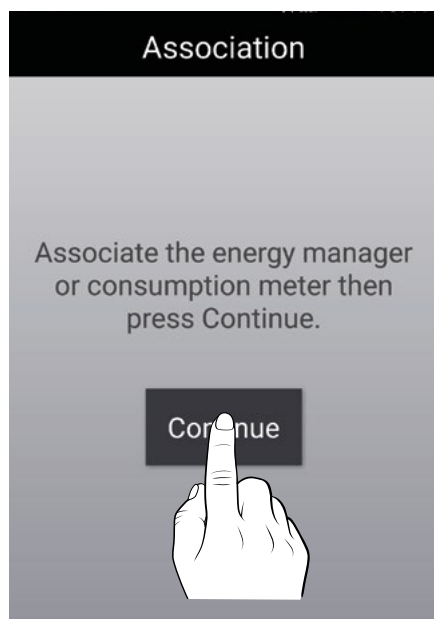 Association
Associate the energy manager
or consumption meter then
press Continue.
Continue